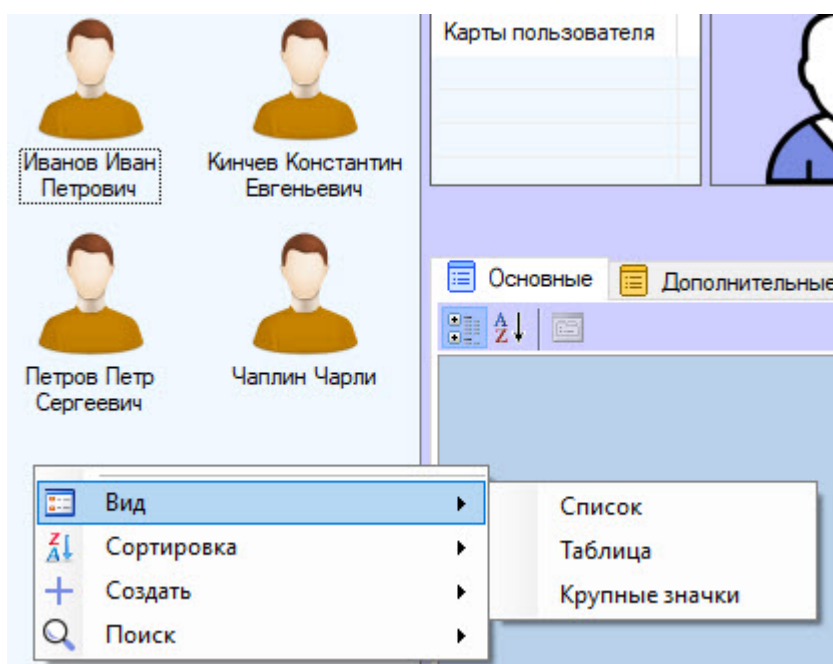 Карты пользователя
Иванов Иван
Петрович
Кинчев Константин
Евгеньевич
Петров Петр
Сергеевич
Чаплин Чарли
Основные
Дополнительные
Вид
Сортировка
Создать
Поиск
Список
Таблица
Крупные значки